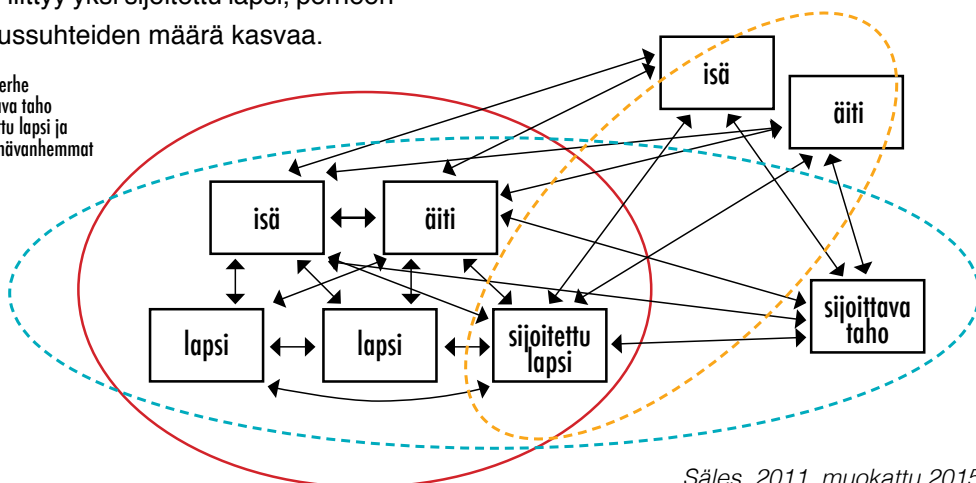 liittyy yksi sijoitettu lapsi, perheen
ussuhteiden määrä kasvaa.
erhe
va taho
tu lapsi ja
nävanhemmat
isä
äiti
isä
äiti
sijoittava
taho
lapsi
lapsi
sijoitettu
lapsi
Säles, 2011, muokattu 2015